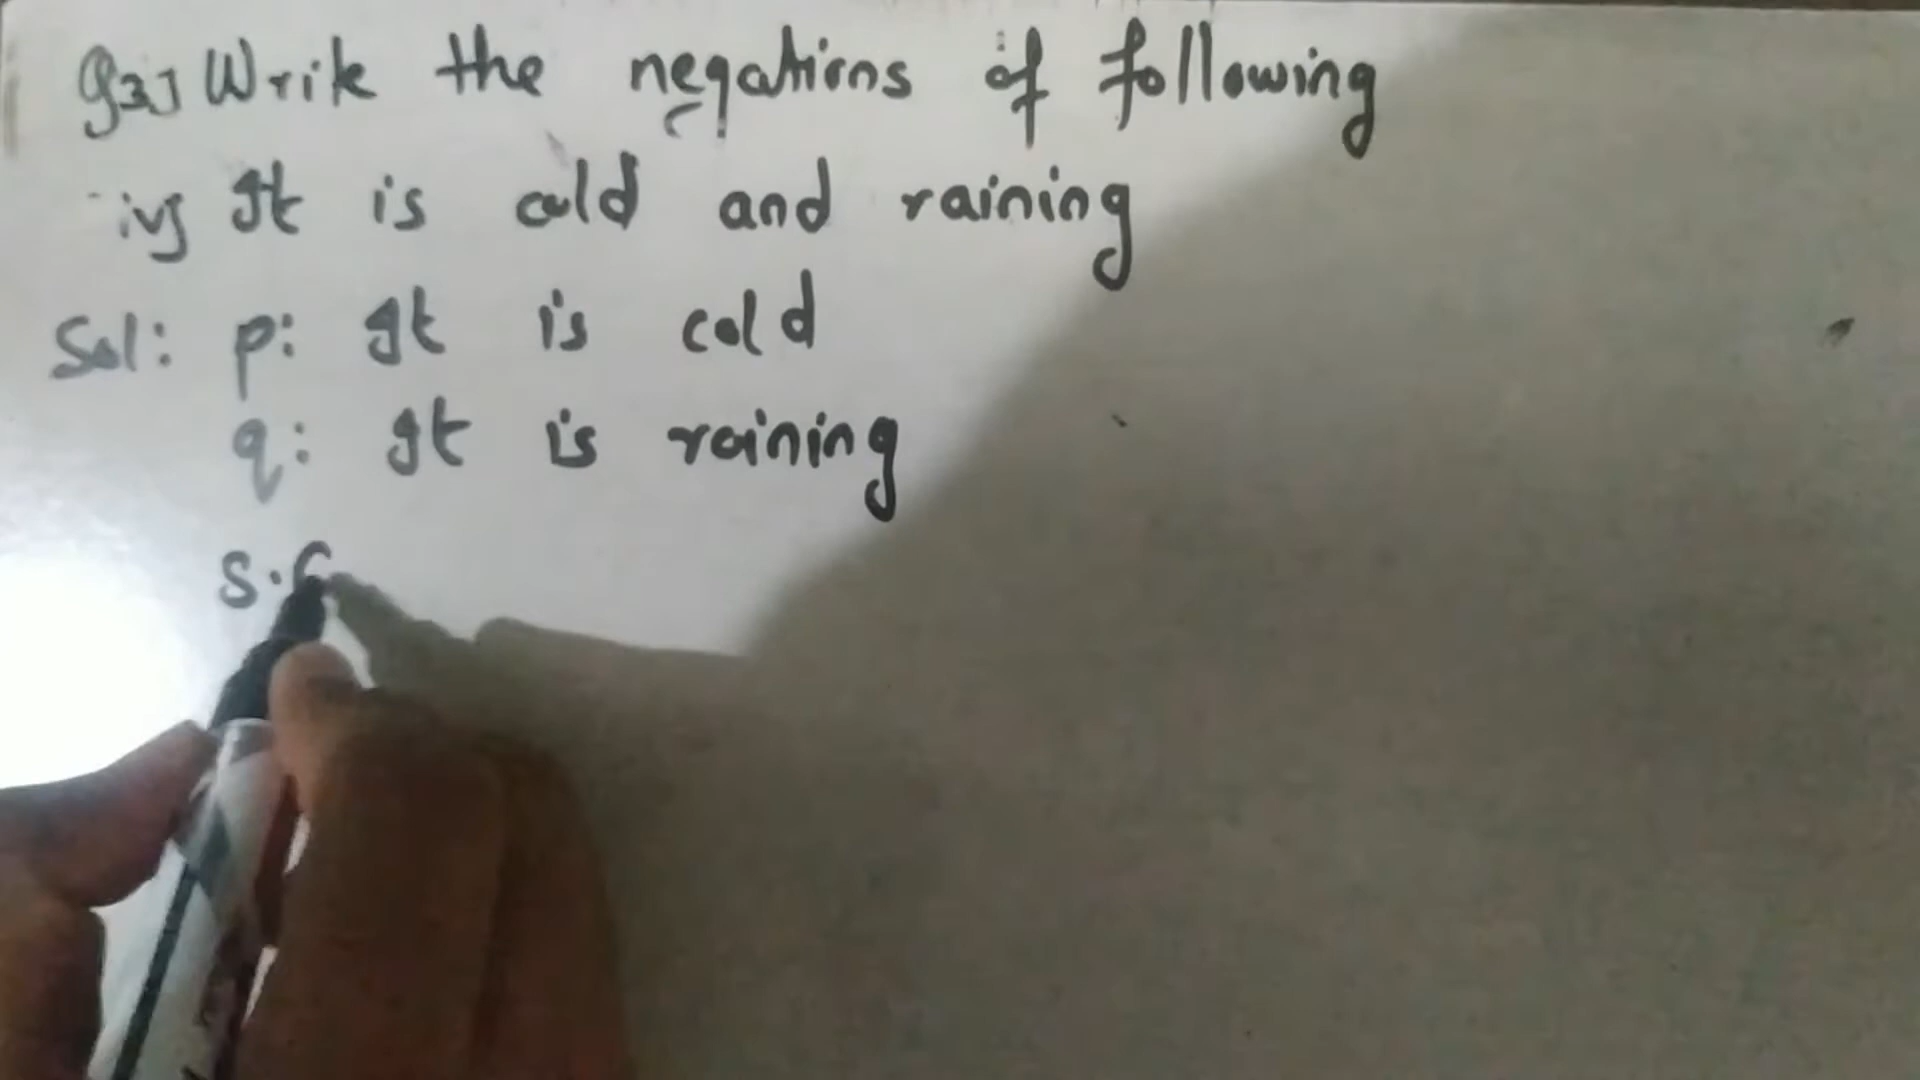 Q3] Write the negations of following
iv] It is cold and raining
Sol: p: It is cold
q: It is raining
S.